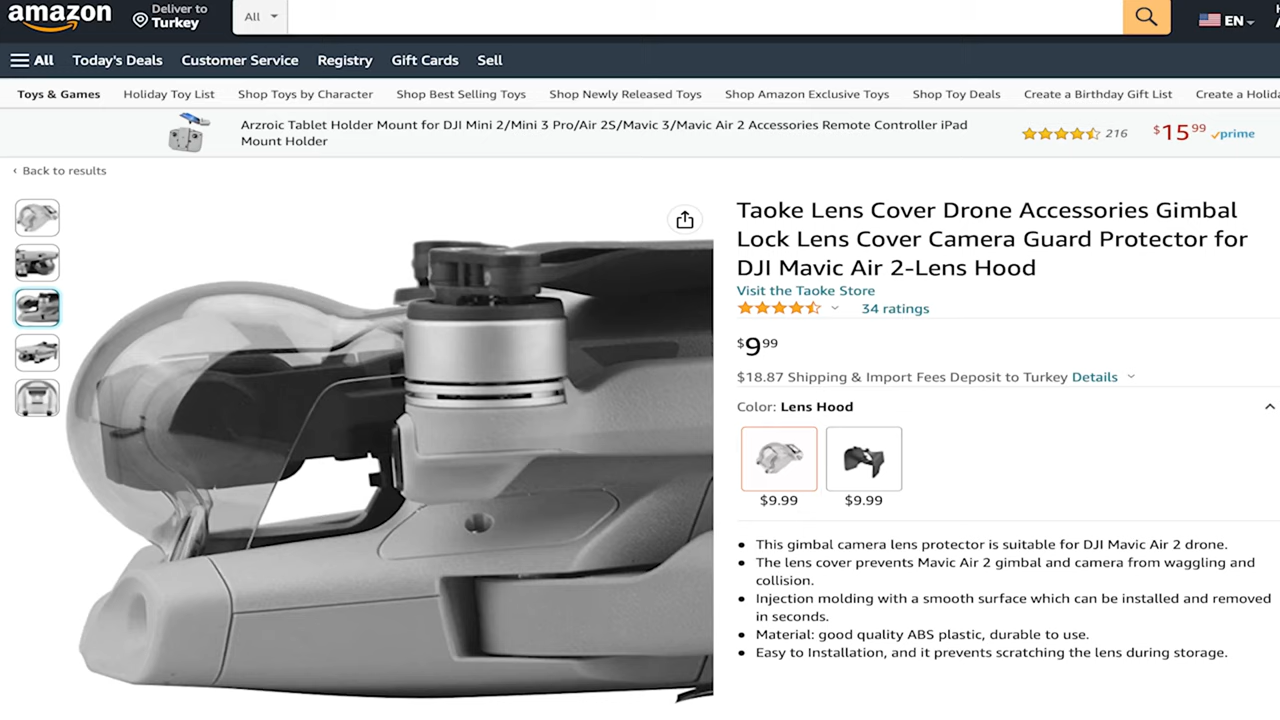 amazon
Deliver to
Turkey
All
EN
All Today's Deals Customer Service Registry Gift Cards Sell
Toys & Games Holiday Toy List Shop Toys by Character Shop Best Selling Toys Shop Newly Released Toys Shop Amazon Exclusive Toys Shop Toy Deals Create a Birthday Gift List Create a Holida
Arzroic Tablet Holder Mount for DJI Mini 2/Mini 3 Pro/Air 2S/Mavic 3/Mavic Air 2 Accessories Remote Controller iPad
Mount Holder
216
$15 99 prime
‹ Back to results
Taoke Lens Cover Drone Accessories Gimbal
Lock Lens Cover Camera Guard Protector for
DJI Mavic Air 2-Lens Hood
Visit the Taoke Store
34 ratings
$9 99
$18.87 Shipping & Import Fees Deposit to Turkey Details
Color: Lens Hood
$9.99 $9.99
• This gimbal camera lens protector is suitable for DJI Mavic Air 2 drone.
• The lens cover prevents Mavic Air 2 gimbal and camera from waggling and
collision.
• Injection molding with a smooth surface which can be installed and removed
in seconds.
• Material: good quality ABS plastic, durable to use.
• Easy to Installation, and it prevents scratching the lens during storage.